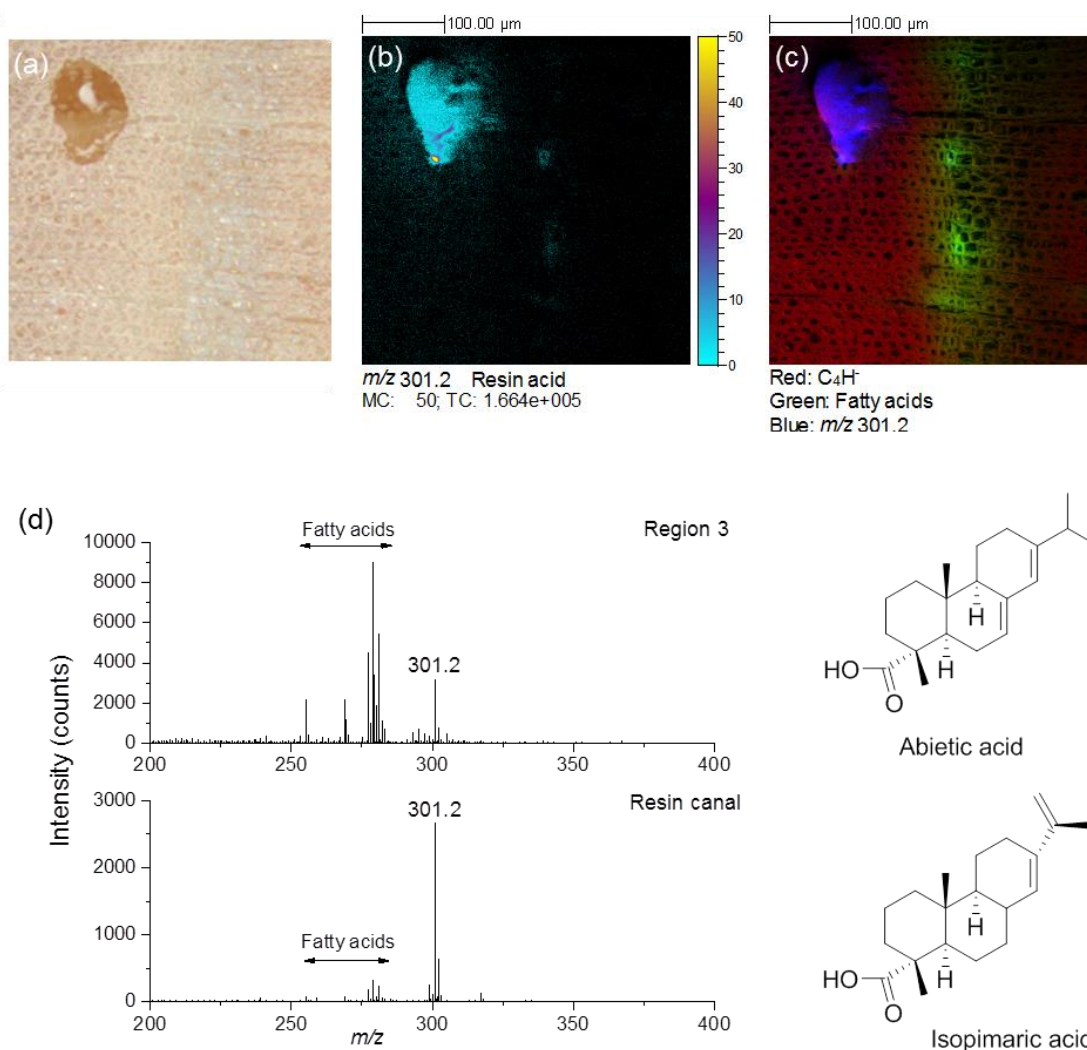 100.00 µm
100.00 µm
(a)
(b)
(c)
50
40
30
20
10
0
m/z 301.2 Resin acid
MC: 50; TC: 1.664e+005
Red: C₄H⁻
Green: Fatty acids
Blue: m/z 301.2
(d)
Intensity (counts)
Fatty acids
Region 3
10000
8000
6000
4000
2000
0
301.2
200
250
300
350
400
3000
2000
1000
0
Resin canal
301.2
Fatty acids
200
250
300
350
400
m/z
H
H
HO
O
Abietic acid
H
H
HO
O
Isopimaric acid